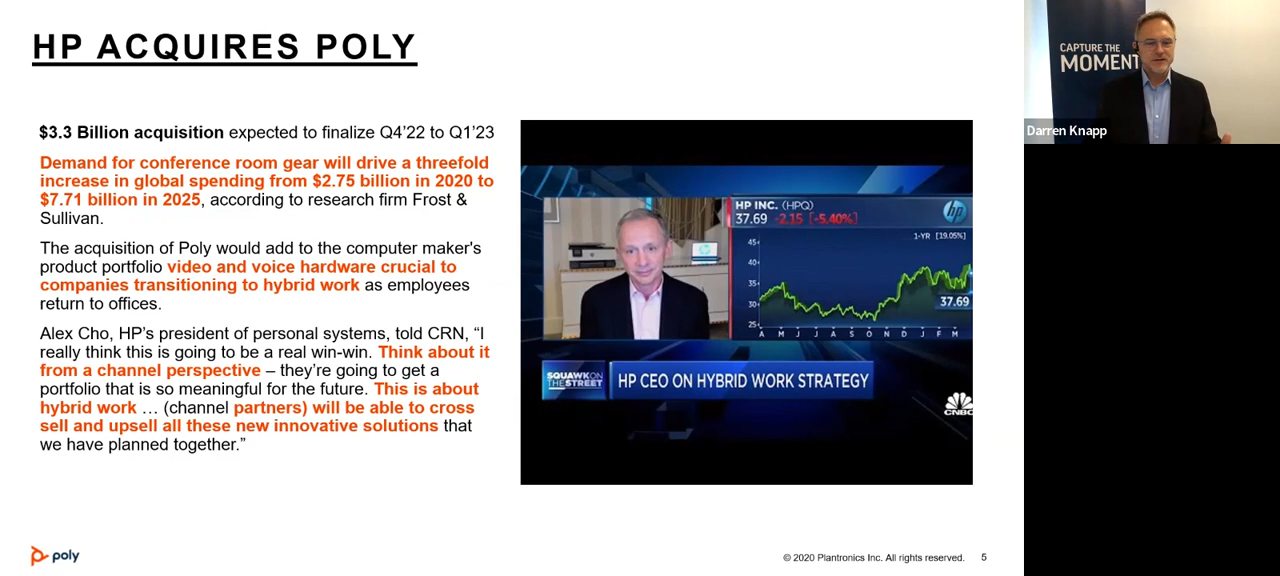 HP ACQUIRES POLY
$3.3 Billion acquisition expected to finalize Q4'22 to Q1'23
Demand for conference room gear will drive a threefold
increase in global spending from $2.75 billion in 2020 to
$7.71 billion in 2025, according to research firm Frost &
Sullivan.
The acquisition of Poly would add to the computer maker's
product portfolio video and voice hardware crucial to
companies transitioning to hybrid work as employees
return to offices.
Alex Cho, HP’s president of personal systems, told CRN, “I
really think this is going to be a real win-win. Think about it
from a channel perspective – they’re going to get a
portfolio that is so meaningful for the future. This is about
hybrid work … (channel partners) will be able to cross
sell and upsell all these new innovative solutions that
we have planned together.”
HP INC. (HPQ)
37.69 -2.15 [-5.40%]
hp
1-YR [19.05%]
45
40
35
30
25
37.69
A M J J A S O N D J F M
SQUAWK ON
THE STREET
HP CEO ON HYBRID WORK STRATEGY
CNBC
poly
© 2020 Plantronics Inc. All rights reserved. 5
CAPTURE THE
MOMENT
Darren Knapp